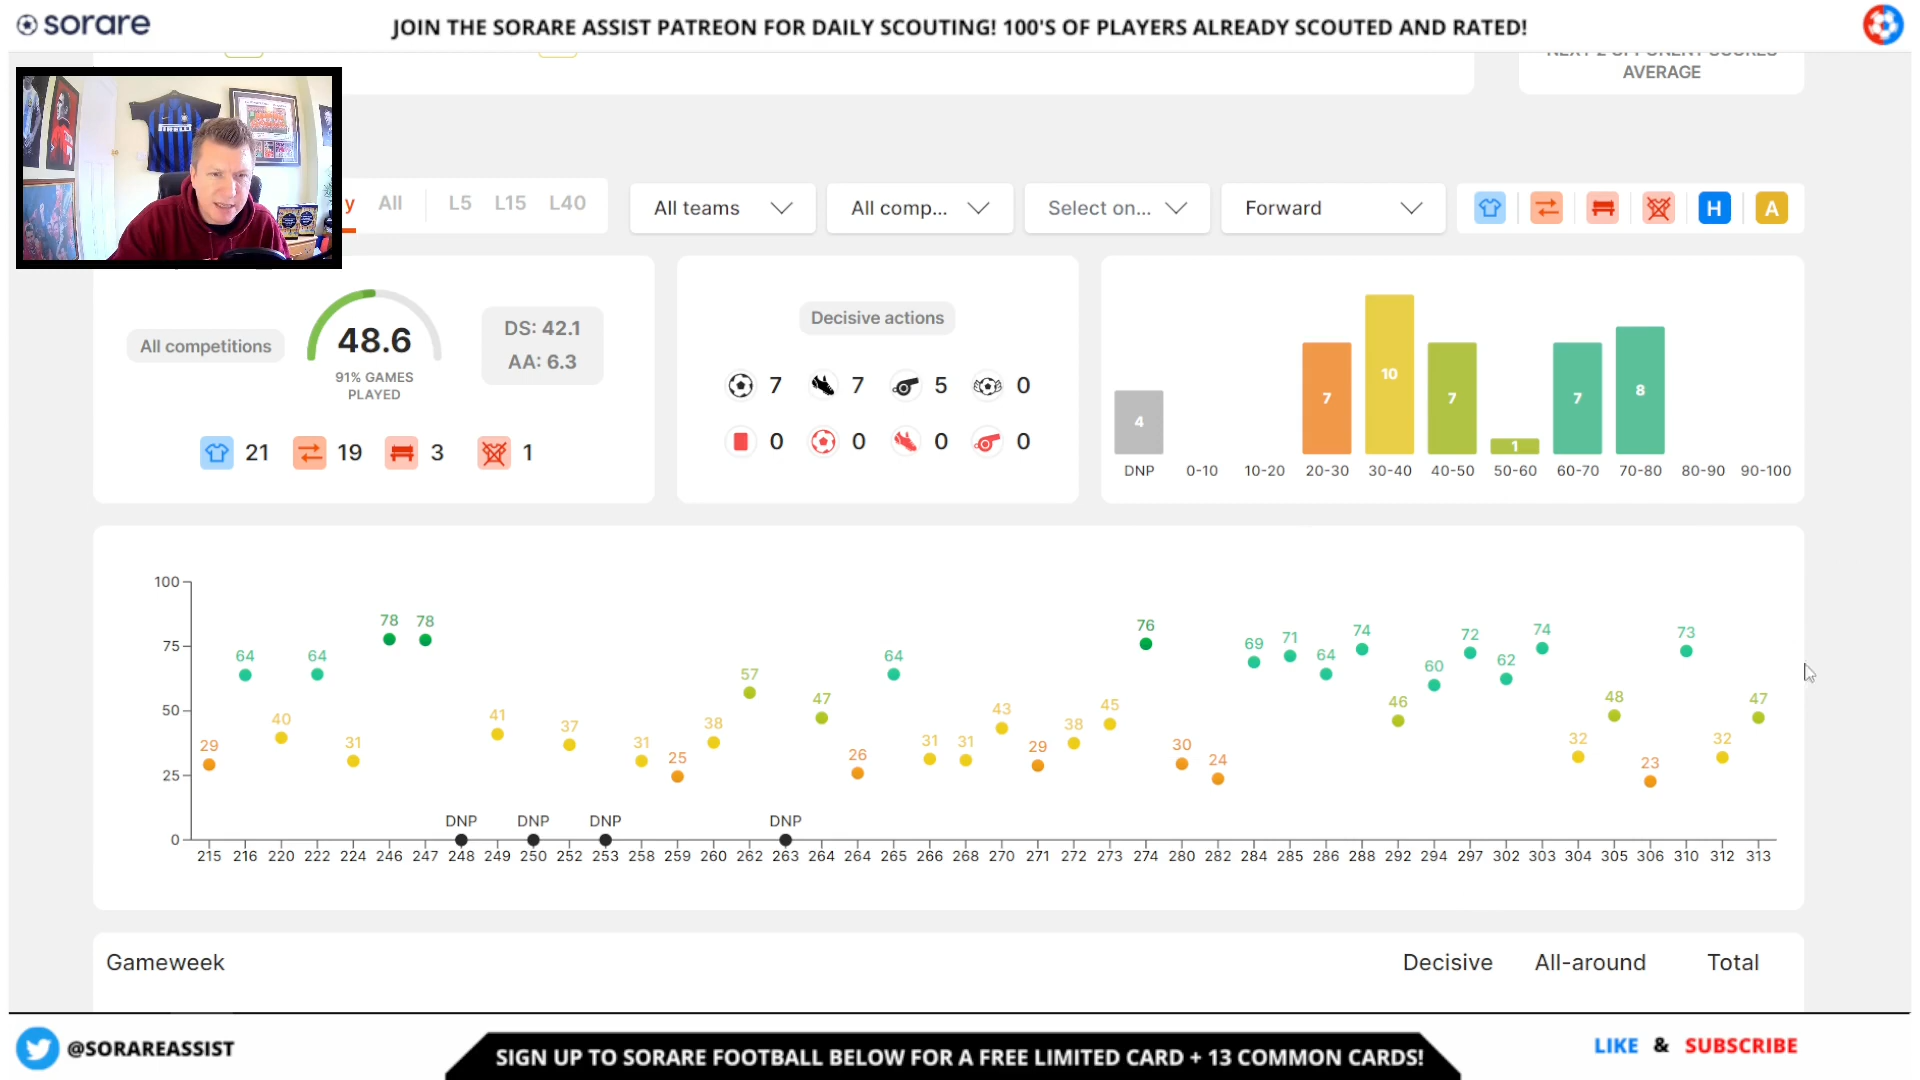 sorare
JOIN THE SORARE ASSIST PATREON FOR DAILY SCOUTING! 100'S OF PLAYERS ALREADY SCOUTED AND RATED!
AVERAGE
PIRELLI
y All L5 L15 L40
All teams
All comp...
Select on...
Forward
H
A
All competitions
48.6
91% GAMES
PLAYED
DS: 42.1
AA: 6.3
21 19 3 1
Decisive actions
7 7 5 0
0 0 0 0
4 7 10 7 1 7 8
DNP 0-10 10-20 20-30 30-40 40-50 50-60 60-70 70-80 80-90 90-100
100
75
50
25
0
29 64 40 64 31 78 78 DNP 41 DNP 37 DNP 31 25 38 57 DNP 47 26 64 31 31 43 29 38 45 76 30 24 69 71 64 74 46 60 72 62 74 32 48 23 73 32 47
215 216 220 222 224 246 247 248 249 250 252 253 258 259 260 262 263 264 264 265 266 268 270 271 272 273 274 280 282 284 285 286 288 292 294 297 302 303 304 305 306 310 312 313
Gameweek Decisive All-around Total
@SORAREASSIST
SIGN UP TO SORARE FOOTBALL BELOW FOR A FREE LIMITED CARD + 13 COMMON CARDS!
LIKE & SUBSCRIBE